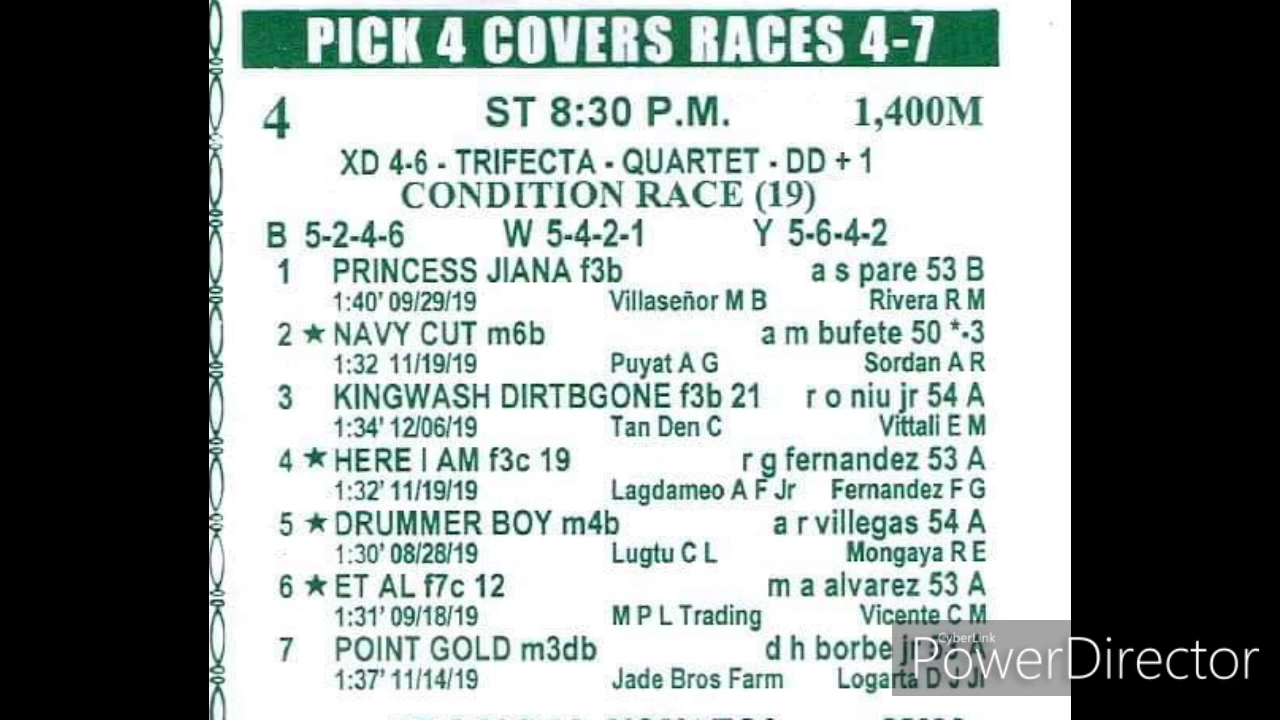 PICK 4 COVERS RACES 4-7
4 ST 8:30 P.M. 1,400M
XD 4-6 - TRIFECTA - QUARTET - DD + 1
CONDITION RACE (19)
B 5-2-4-6 W 5-4-2-1 Y 5-6-4-2
1 PRINCESS JIANA f3b a s pare 53 B
1:40' 09/29/19 Villaseñor M B Rivera R M
2 ★ NAVY CUT m6b a m bufete 50 *-3
1:32 11/19/19 Puyat A G Sordan A R
3 KINGWASH DIRTBGONE f3b 21 r o niu jr 54 A
1:34' 12/06/19 Tan Den C Vittali E M
4 ★ HERE I AM f3c 19 r g fernandez 53 A
1:32' 11/19/19 Lagdameo A F Jr Fernandez F G
5 ★ DRUMMER BOY m4b a r villegas 54 A
1:30' 08/28/19 Lugtu C L Mongaya R E
6 ★ ET AL f7c 12 m a alvarez 53 A
1:31' 09/18/19 M P L Trading Vicente C M
7 POINT GOLD m3db d h borbe jr A
1:37' 11/14/19 Jade Bros Farm Logarta D J Jr
CyberLink
PowerDirector